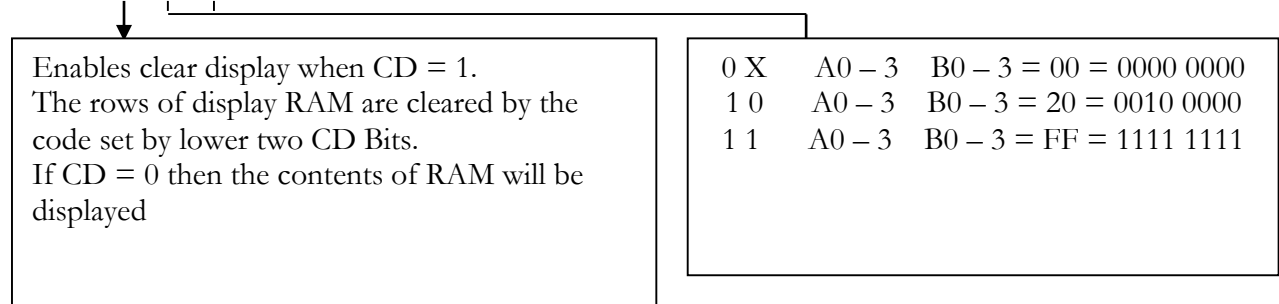 Enables clear display when CD = 1.
The rows of display RAM are cleared by the
code set by lower two CD Bits.
If CD = 0 then the contents of RAM will be
displayed
0 X A0 – 3 B0 – 3 = 00 = 0000 0000
1 0 A0 – 3 B0 – 3 = 20 = 0010 0000
1 1 A0 – 3 B0 – 3 = FF = 1111 1111